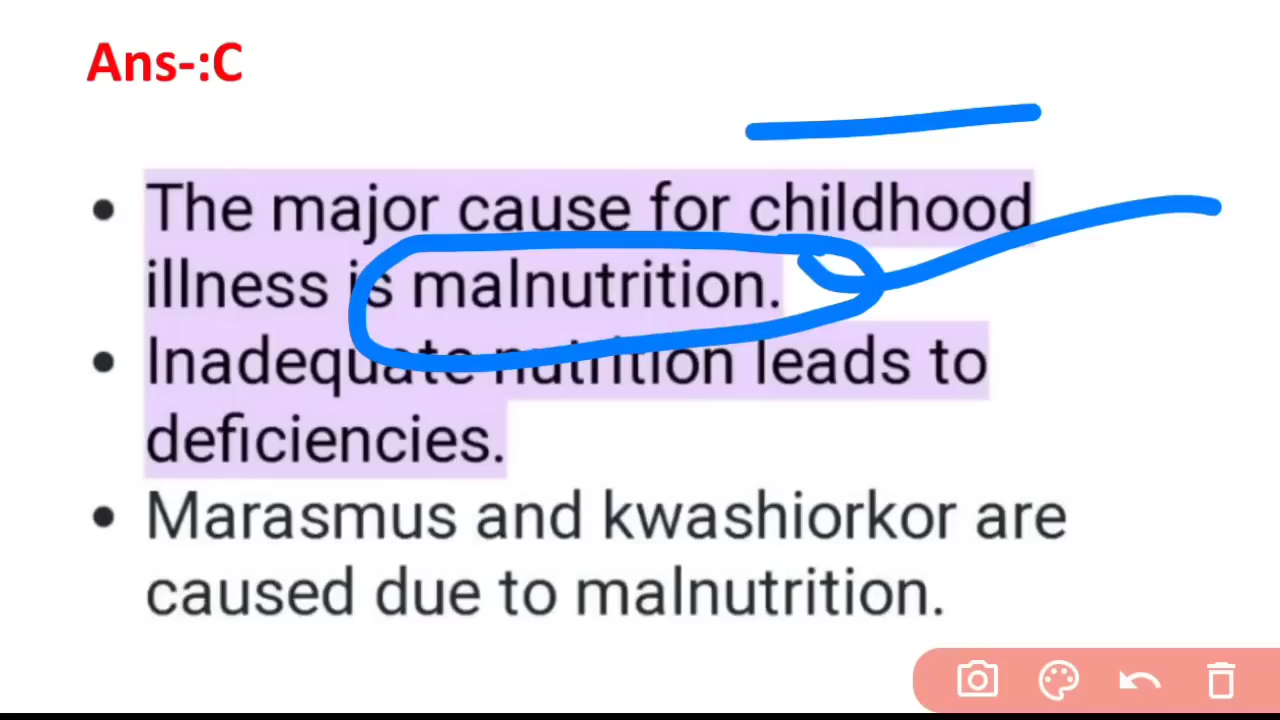 Ans-:C
• The major cause for childhood
illness is malnutrition.
• Inadequate nutrition leads to
deficiencies.
• Marasmus and kwashiorkor are
caused due to malnutrition.